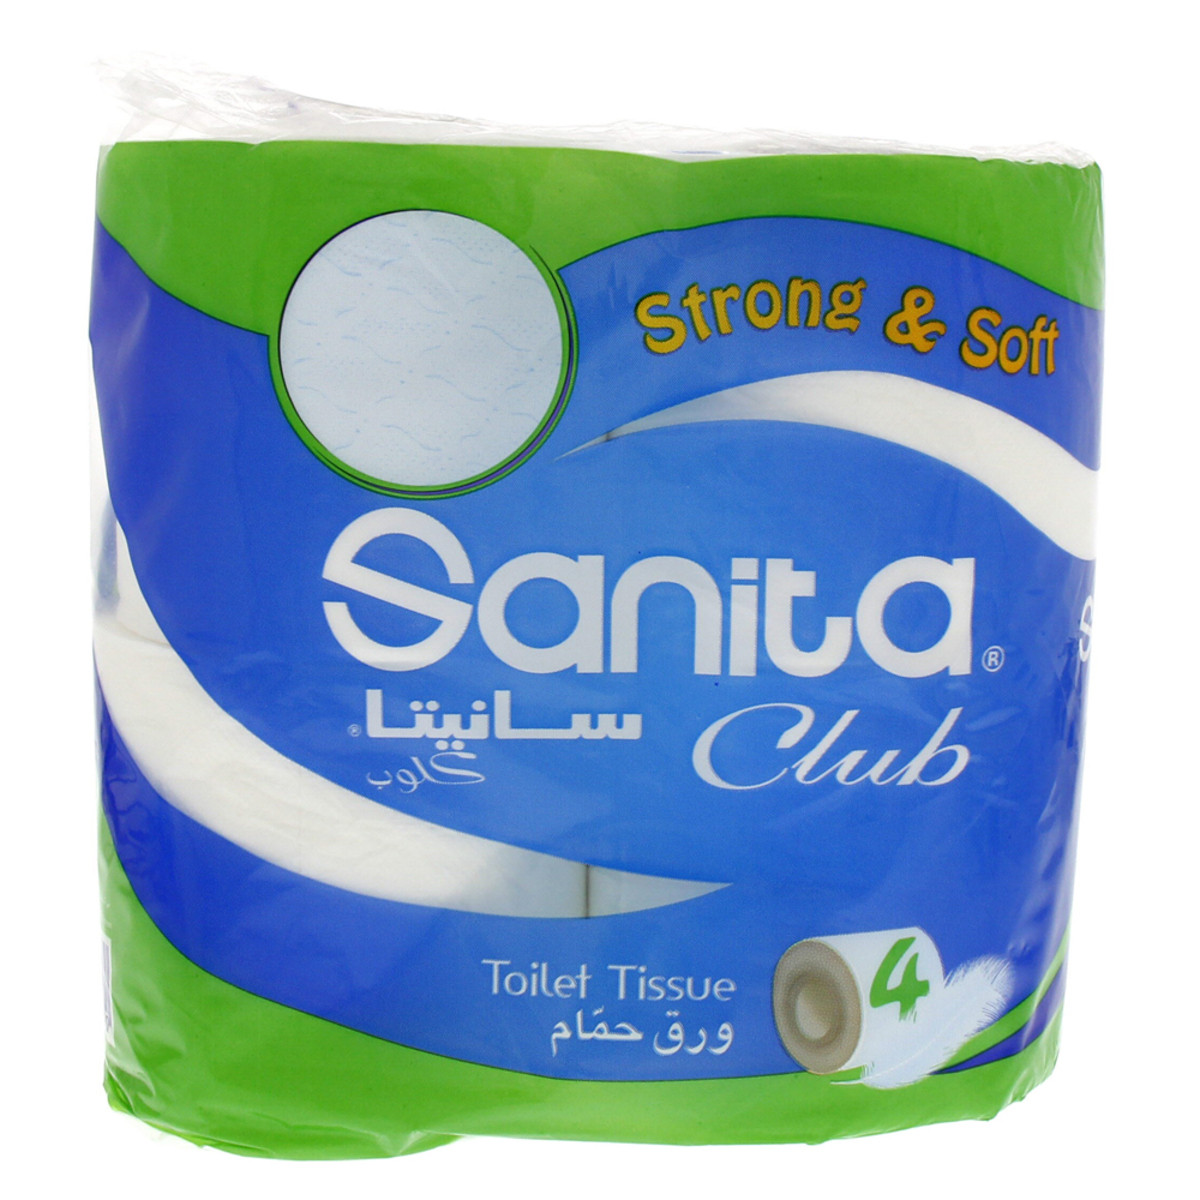 Strong & Soft
Sanita®
سانيتا®
Club
كلوب
Toilet Tissue
ورق حمّام
4